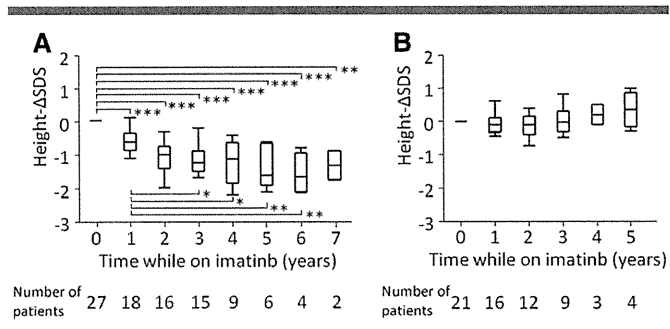 A
B
Height-ΔSDS
2
1
0
-1
-2
-3
**
***
***
***
***
***
***
*
*
**
**
0 1 2 3 4 5 6 7
Time while on imatinb (years)
Number of patients 27 18 16 15 9 6 4 2
Height-ΔSDS
2
1
0
-1
-2
-3
0 1 2 3 4 5
Time while on imatinb (years)
Number of patients 21 16 12 9 3 4